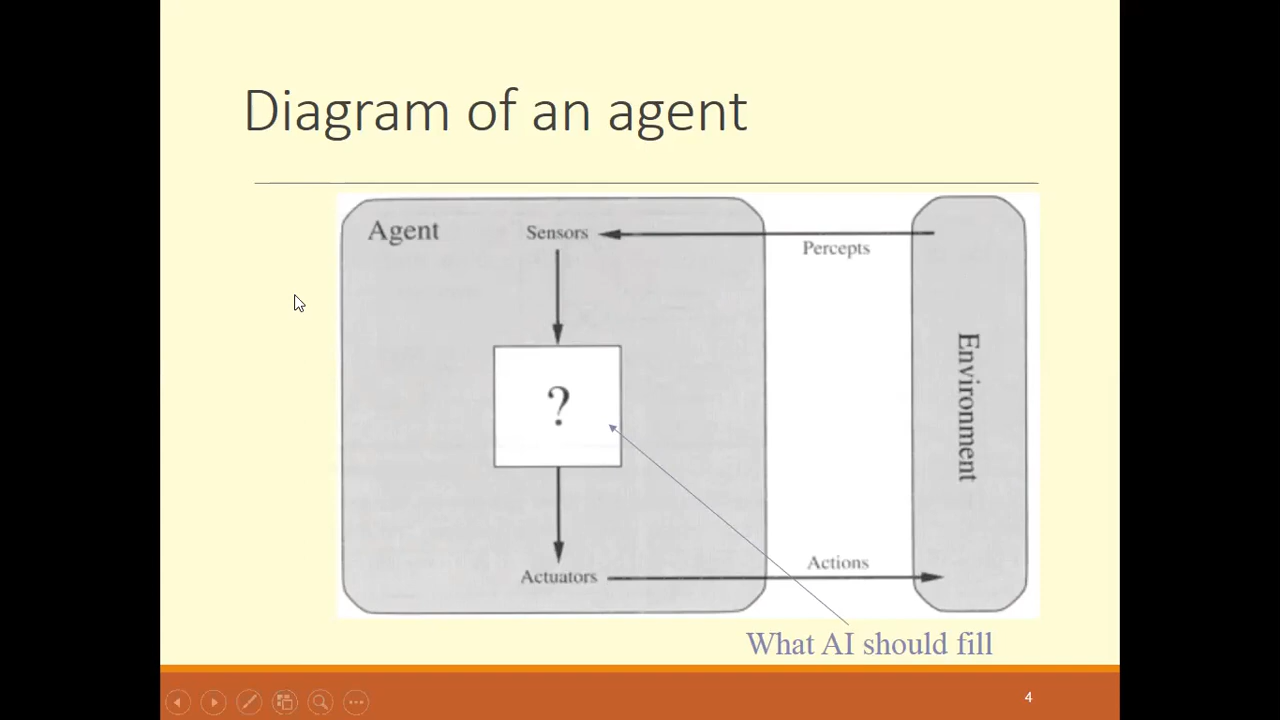 Diagram of an agent
Agent
Sensors
Percepts
?
Environment
Actuators
Actions
What AI should fill
4